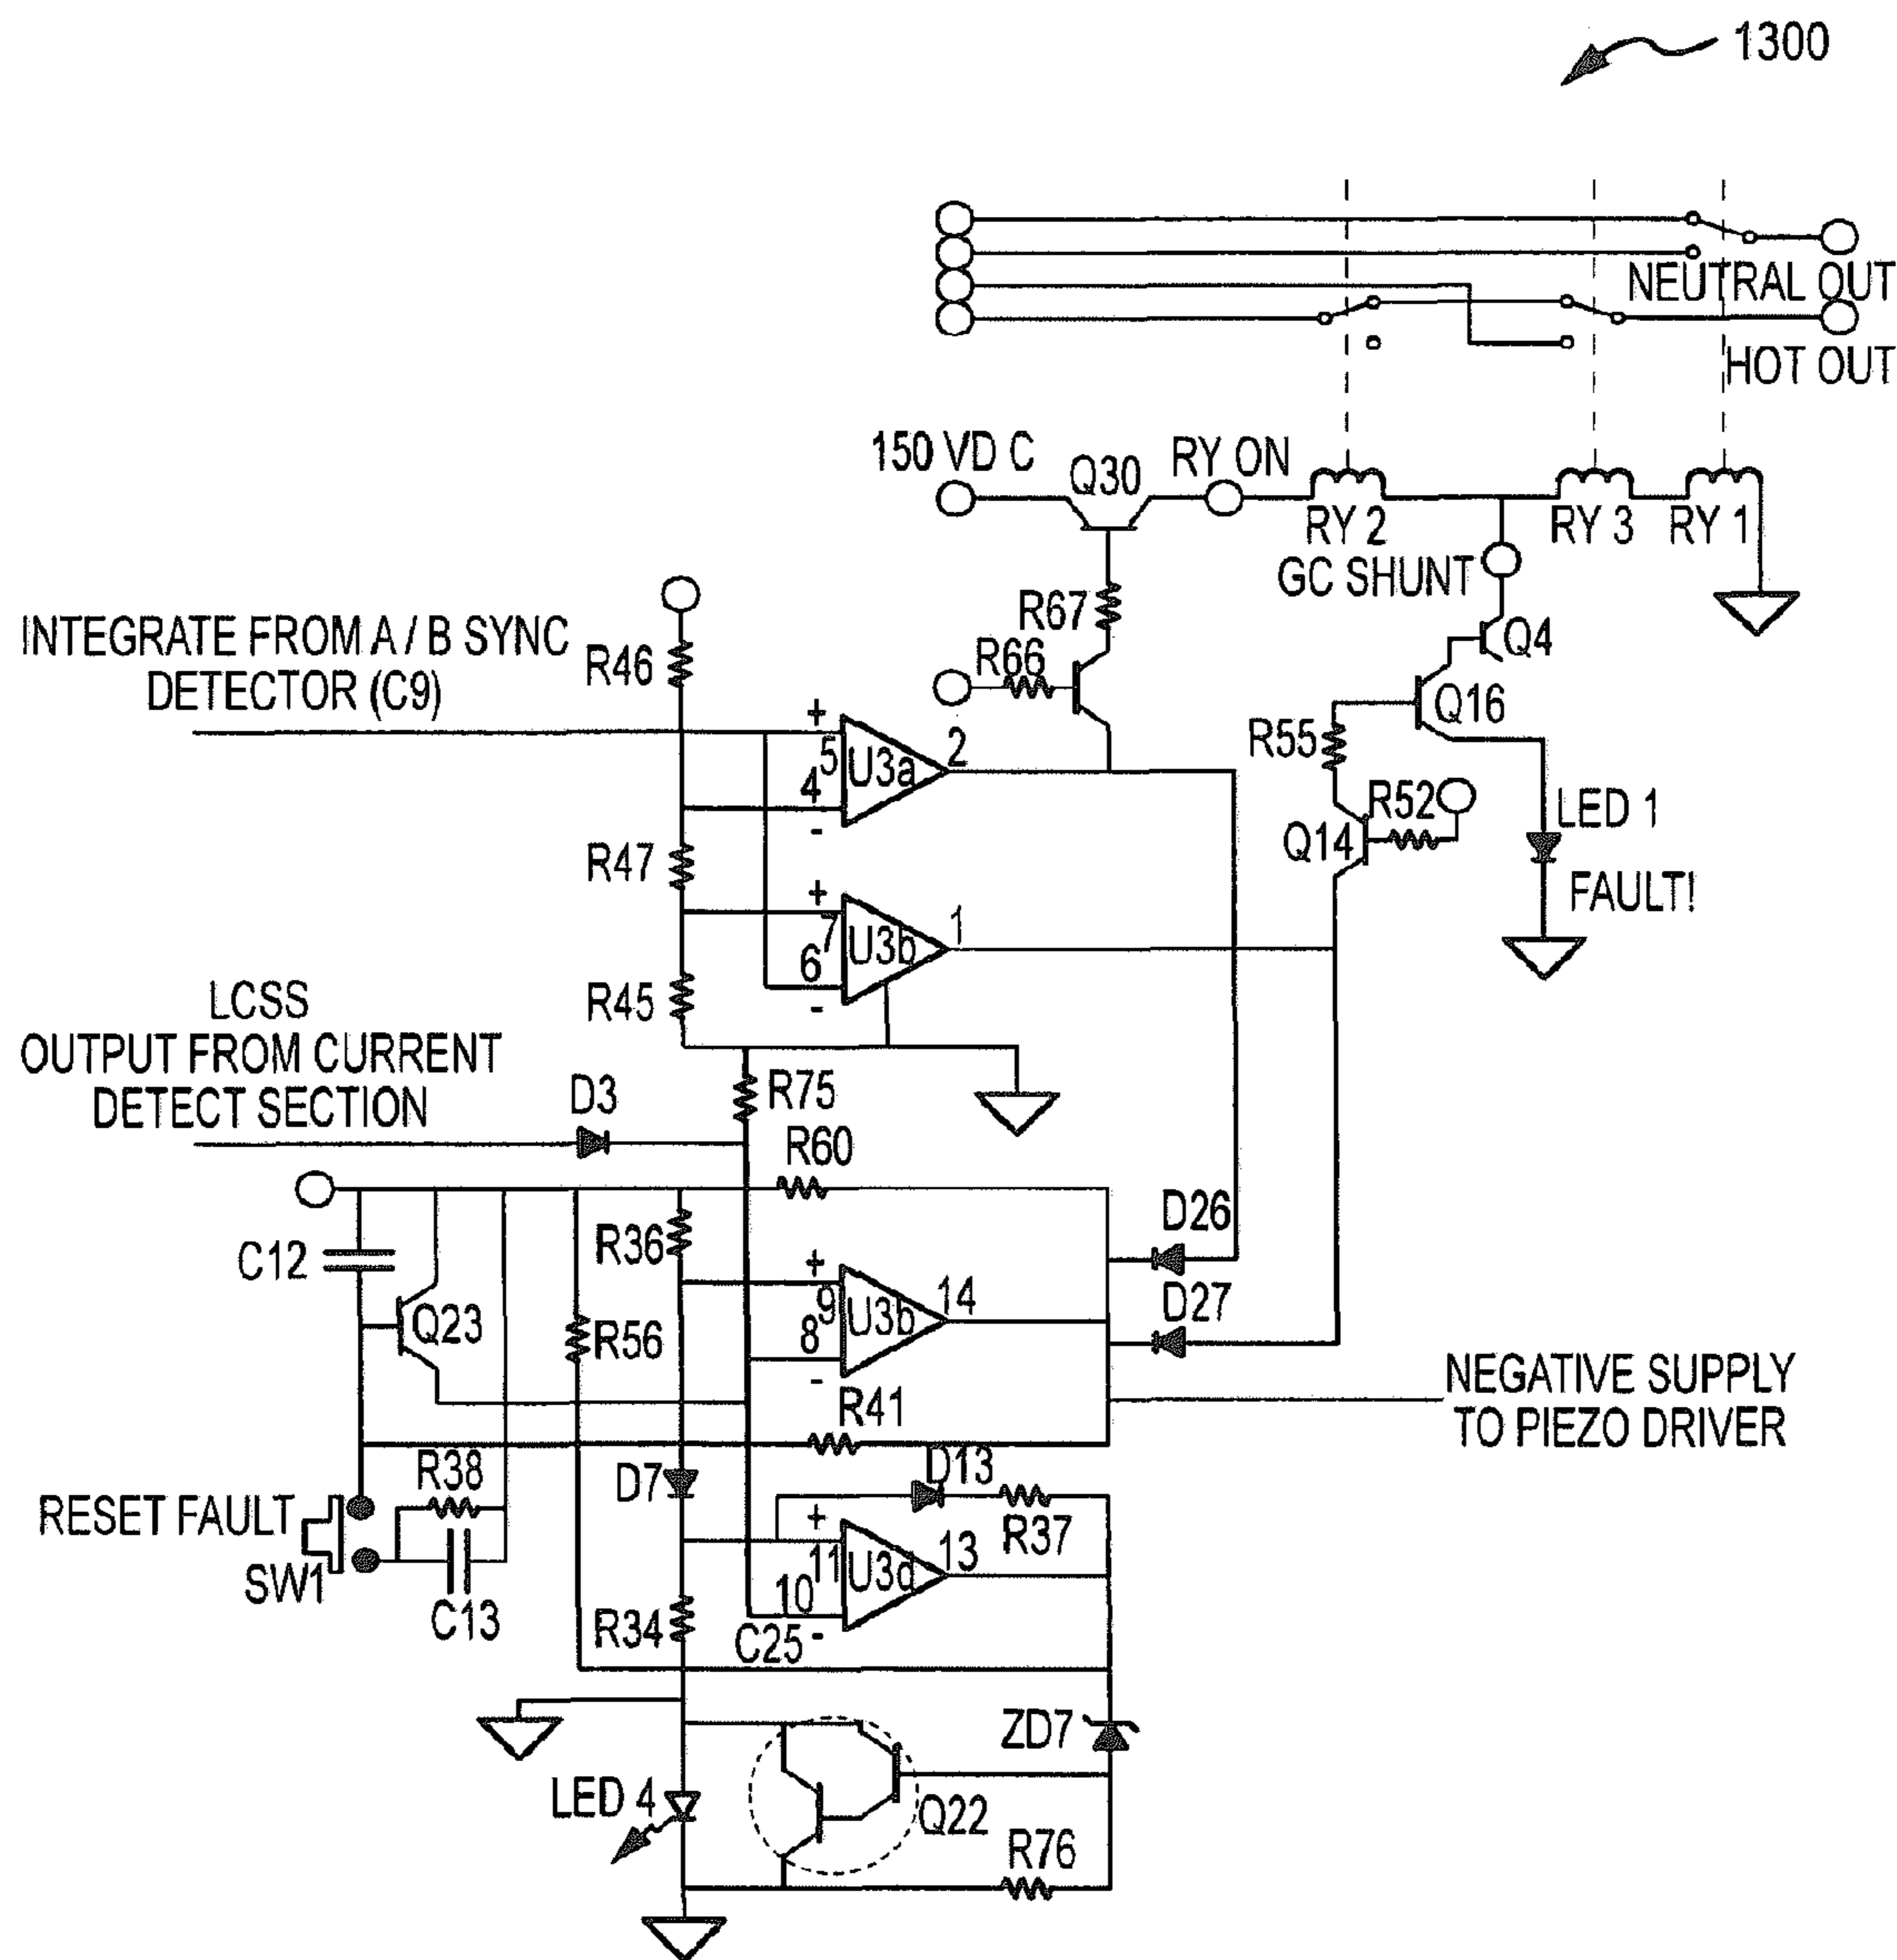 1300
NEUTRAL OUT
HOT OUT
150 VD C
Q30
RY ON
RY 2
RY 3
RY 1
GC SHUNT
R67
Q4
INTEGRATE FROM A / B SYNC
DETECTOR (C9)
R46
R66
Q16
+
5
4
-
U3a
2
R55
R52
LED 1
Q14
FAULT!
R47
+
7
6
-
U3b
1
R45
LCSS
OUTPUT FROM CURRENT
DETECT SECTION
D3
R75
R60
D26
C12
R36
+
9
8
-
U3b
14
D27
Q23
R56
NEGATIVE SUPPLY
TO PIEZO DRIVER
R41
R38
D7
D13
RESET FAULT
SW1
C13
+
11
10
-
U3d
13
R37
R34
C25
ZD7
LED 4
Q22
R76